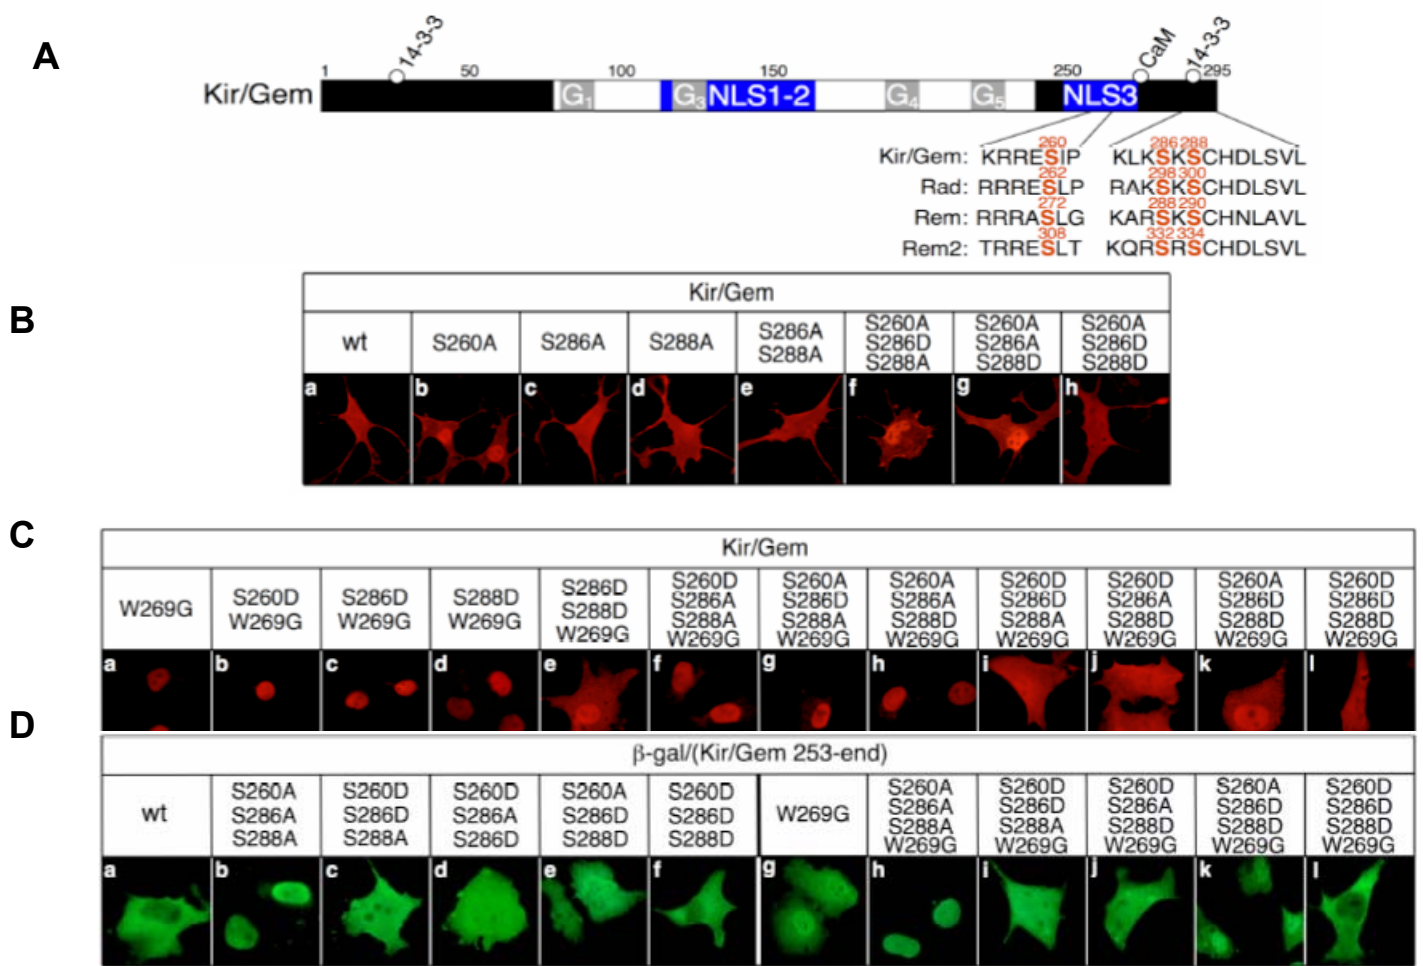 A
14-3-3
CaM
14-3-3
1 50 100 150 250 295
Kir/Gem G1 G3 NLS1-2 G4 G5 NLS3
260 286 288
Kir/Gem: KRRESIP KLKSKSCHDLSVL
262 298 300
Rad: RRRESLP RAKSKSCHDLSVL
272 288 290
Rem: RRRASLG KARSKSCHNLAVL
308 332 334
Rem2: TRRESLT KQRSRSCHDLSVL
B
Kir/Gem
wt
S260A
S286A
S288A
S286A
S288A
S260A
S286D
S288A
S260A
S286A
S288D
S260A
S286D
S288D
a b c d e f g h
C
Kir/Gem
W269G
S260D
W269G
S286D
W269G
S288D
W269G
S286D
S288D
W269G
S260D
S286A
S288A
W269G
S260A
S286D
S288A
W269G
S260A
S286A
S288D
W269G
S260D
S286D
S288A
W269G
S260D
S286A
S288D
W269G
S260A
S286D
S288D
W269G
S260D
S286D
S288D
W269G
a b c d e f g h i j k l
D
β-gal/(Kir/Gem 253-end)
wt
S260A
S286A
S288A
S260D
S286D
S288A
S260D
S286A
S286D
S260A
S286D
S288D
S260D
S286D
S288D
W269G
S260A
S286A
S288A
W269G
S260D
S286D
S288A
W269G
S260D
S286A
S288D
W269G
S260A
S286D
S288D
W269G
S260D
S286D
S288D
W269G
a b c d e f g h i j k l